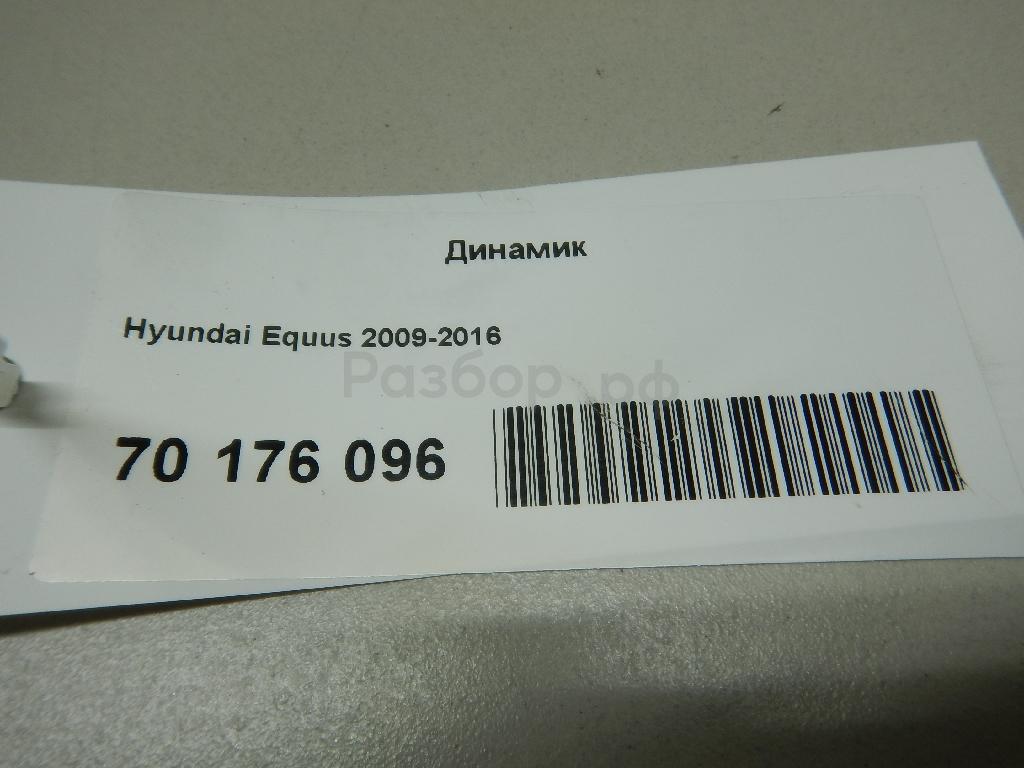 Динамик
Hyundai Equus 2009-2016
Разбор.рф
70 176 096